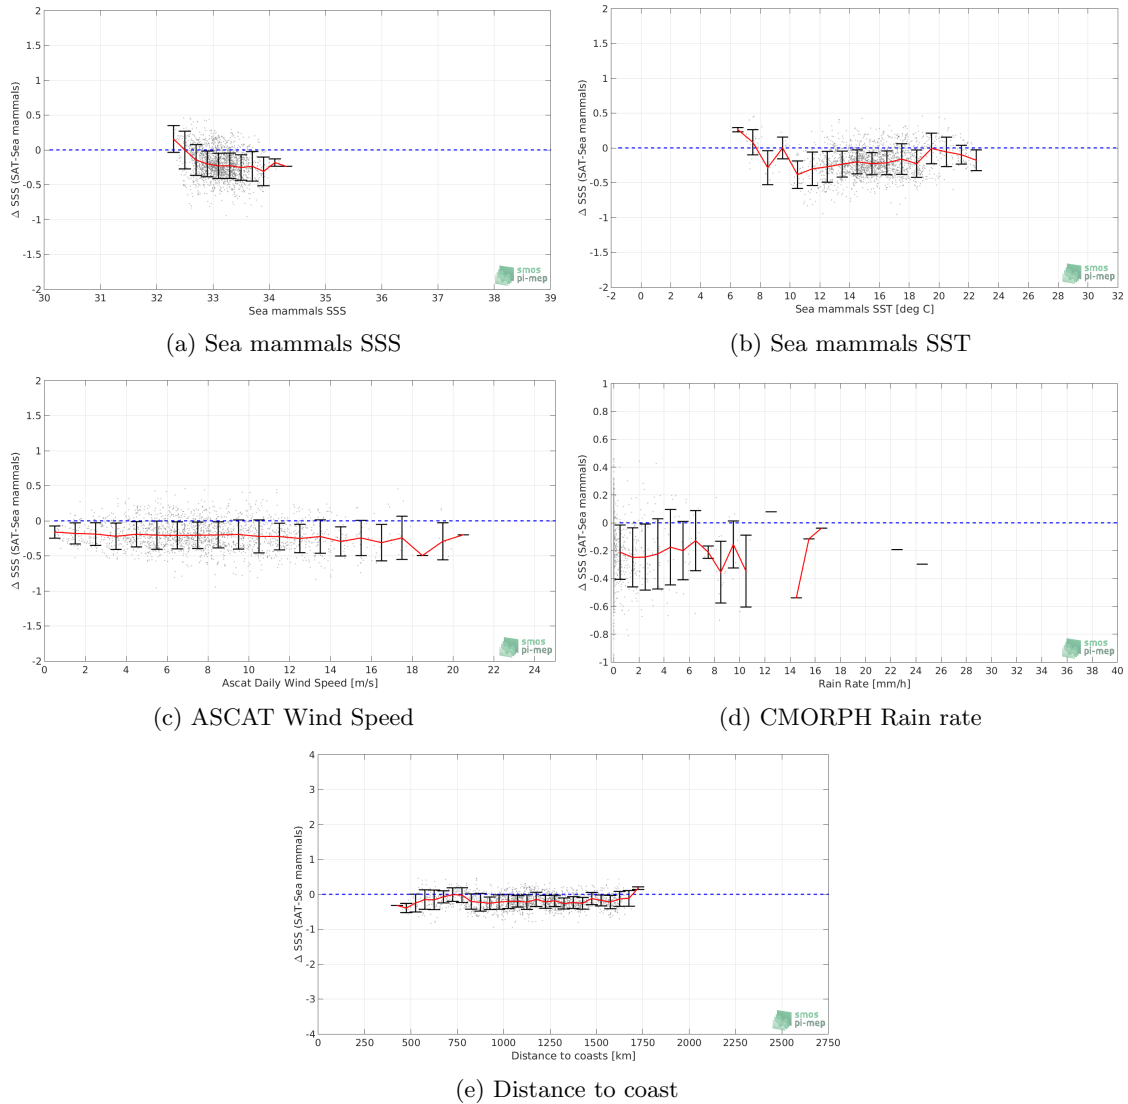 2
1.5
1
0.5
0
-0.5
-1
-1.5
-2
Δ SSS (SAT-Sea mammals)
30 31 32 33 34 35 36 37 38 39
Sea mammals SSS
smos
pi-mep
(a) Sea mammals SSS
2
1.5
1
0.5
0
-0.5
-1
-1.5
-2
Δ SSS (SAT-Sea mammals)
-2 0 2 4 6 8 10 12 14 16 18 20 22 24 26 28 30 32
Sea mammals SST [deg C]
smos
pi-mep
(b) Sea mammals SST
2
1.5
1
0.5
0
-0.5
-1
-1.5
-2
Δ SSS (SAT-Sea mammals)
0 2 4 6 8 10 12 14 16 18 20 22 24
Ascat Daily Wind Speed [m/s]
smos
pi-mep
(c) ASCAT Wind Speed
1
0.8
0.6
0.4
0.2
0
-0.2
-0.4
-0.6
-0.8
-1
Δ SSS (SAT-Sea mammals)
0 2 4 6 8 10 12 14 16 18 20 22 24 26 28 30 32 34 36 38 40
Rain Rate [mm/h]
smos
pi-mep
(d) CMORPH Rain rate
4
3
2
1
0
-1
-2
-3
-4
Δ SSS (SAT-Sea mammals)
0 250 500 750 1000 1250 1500 1750 2000 2250 2500 2750
Distance to coasts [km]
smos
pi-mep
(e) Distance to coast